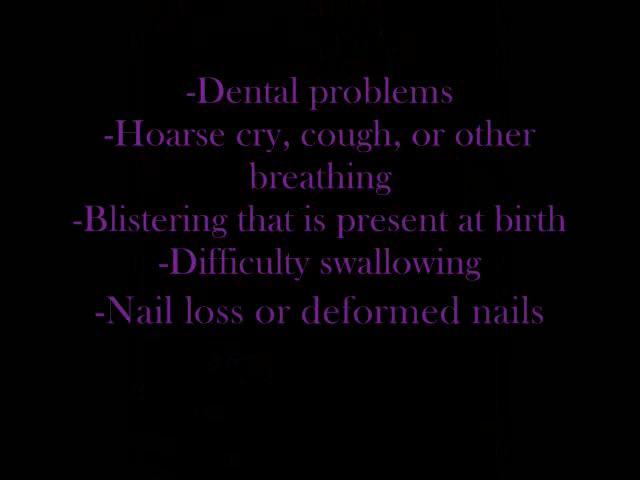 -Dental problems
-Hoarse cry, cough, or other
breathing
-Blistering that is present at birth
-Difficulty swallowing
-Nail loss or deformed nails